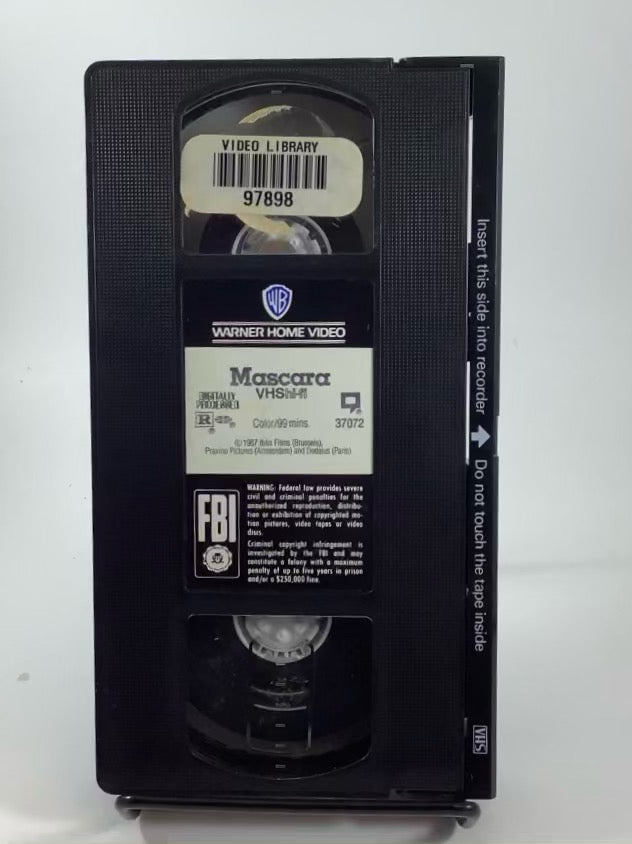 VIDEO LIBRARY
97898
WB
WARNER HOME VIDEO
Mascara
VHS hi-fi
DIGITALLY
PROCESSED
R
Color/99 mins.
37072
© 1987 Iblis Films (Brussels),
Praxino Pictures (Amsterdam) and Dedalus (Paris)
FBI
WARNING: Federal law provides severe
civil and criminal penalties for the
unauthorized reproduction, distribu-
tion or exhibition of copyrighted mo-
tion pictures, video tapes or video
discs.
Criminal copyright infringement is
investigated by the FBI and may
constitute a felony with a maximum
penalty of up to five years in prison
and/or a $250,000 fine.
Insert this side into recorder
Do not touch the tape inside
VHS